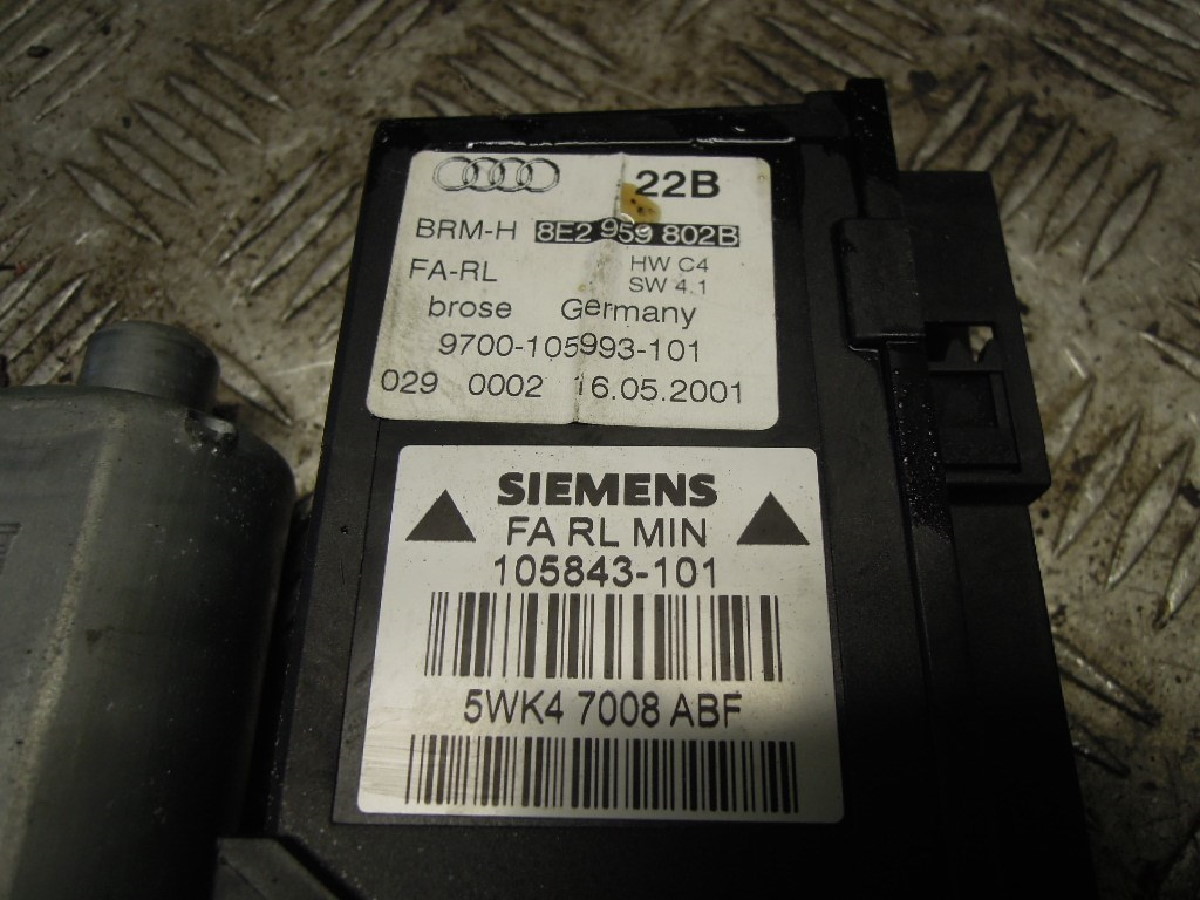 22B
BRM-H 8E2 959 802B
FA-RL HW C4
SW 4.1
brose Germany
9700-105993-101
029 0002 16.05.2001
SIEMENS
FA RL MIN
105843-101
5WK4 7008 ABF